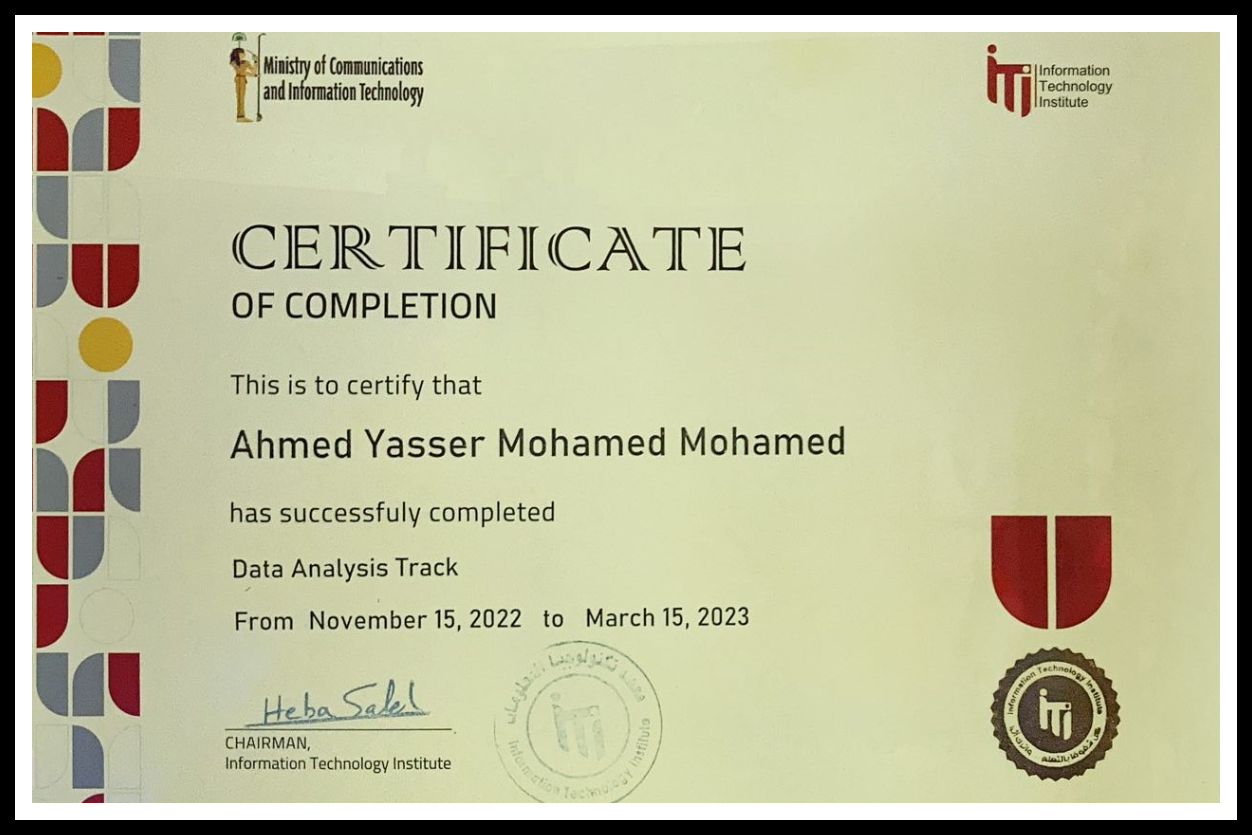 Ministry of Communications
and Information Technology
iTi
Information
Technology
Institute
CERTIFICATE
OF COMPLETION
This is to certify that
Ahmed Yasser Mohamed Mohamed
has successfuly completed
Data Analysis Track
From November 15, 2022 to March 15, 2023
Heba Saleh
CHAIRMAN,
Information Technology Institute
معهد تكنولوجيا المعلومات
iTi
Information Technology Institute
Information Technology Institute
iTi